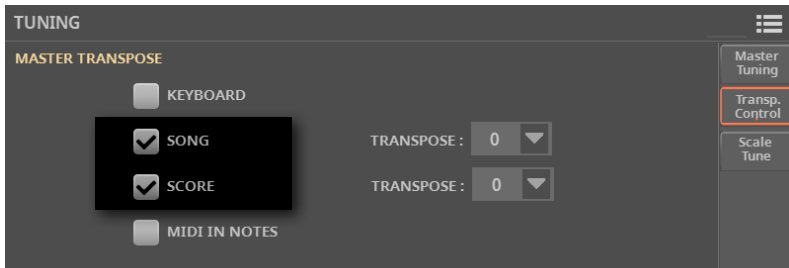 TUNING
MASTER TRANSPOSE
KEYBOARD
SONG
TRANSPOSE : 0
SCORE
TRANSPOSE : 0
MIDI IN NOTES
Master
Tuning
Transp.
Control
Scale
Tune